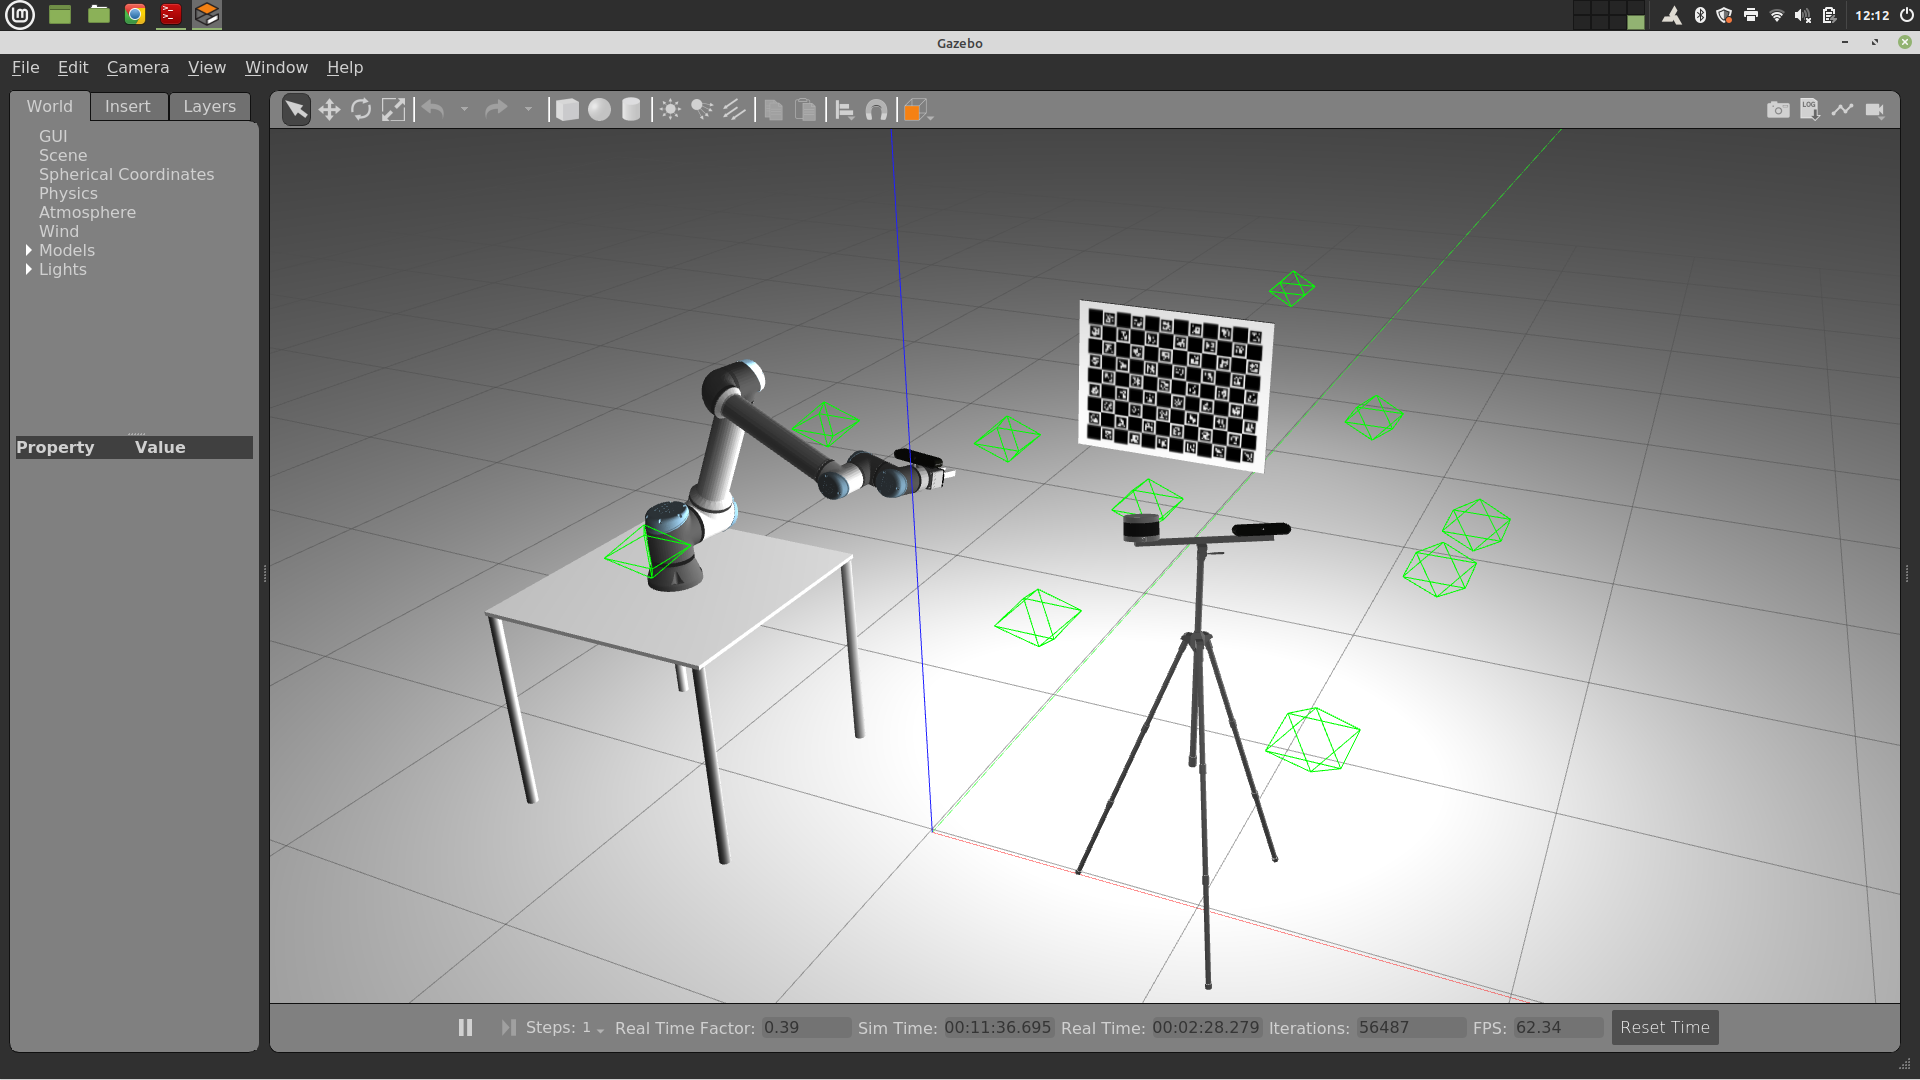 12:12
Gazebo
File Edit Camera View Window Help
World Insert Layers
LOG
GUI
Scene
Spherical Coordinates
Physics
Atmosphere
Wind
Models
Lights
Property Value
Steps: 1 Real Time Factor: 0.39 Sim Time: 00:11:36.695 Real Time: 00:02:28.279 Iterations: 56487 FPS: 62.34 Reset Time